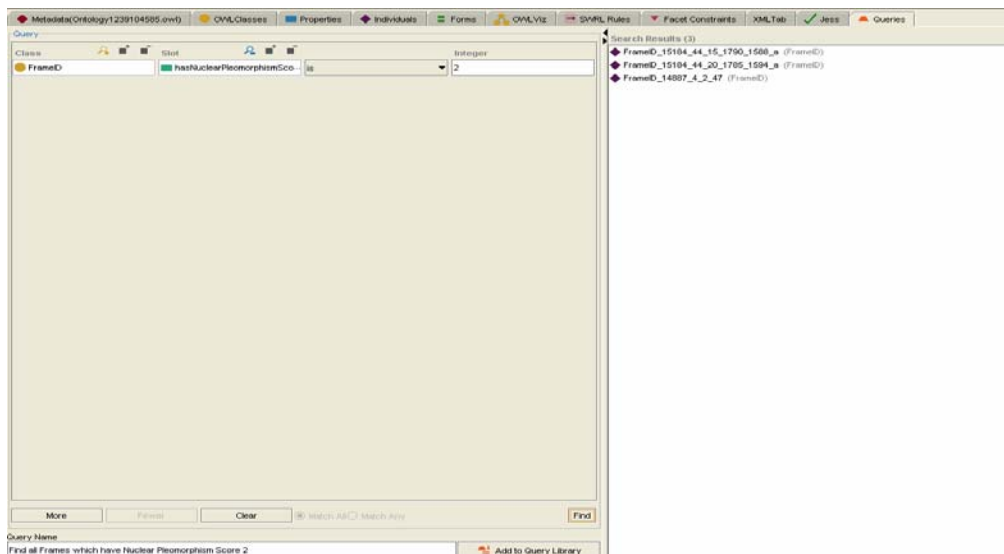 Metadata(Ontology1239104585.owl) OWLClasses Properties Individuals Forms OWLViz SWRL Rules Facet Constraints XMLTab Jess Queries
Query
Class Slot Integer
FrameID hasNuclearPleomorphismSco... is 2
More Clear Match All Match Any Find
Query Name
Find all Frames which have Nuclear Pleomorphism Score 2 Add to Query Library
Search Results (3)
FrameID_15184_44_15_1790_1588_a (FrameID)
FrameID_15184_44_20_1785_1594_a (FrameID)
FrameID_14887_4_2_47 (FrameID)